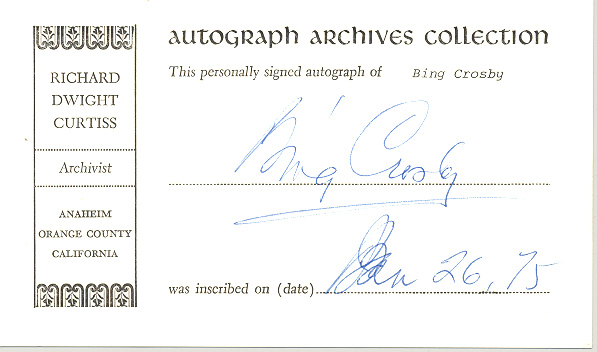 AUTOGRAPH ARCHIVES COLLECTION
RICHARD
DWIGHT
CURTISS
Archivist
ANAHEIM
ORANGE COUNTY
CALIFORNIA
This personally signed autograph of Bing Crosby
Bing Crosby
was inscribed on (date) Jan 26, 75